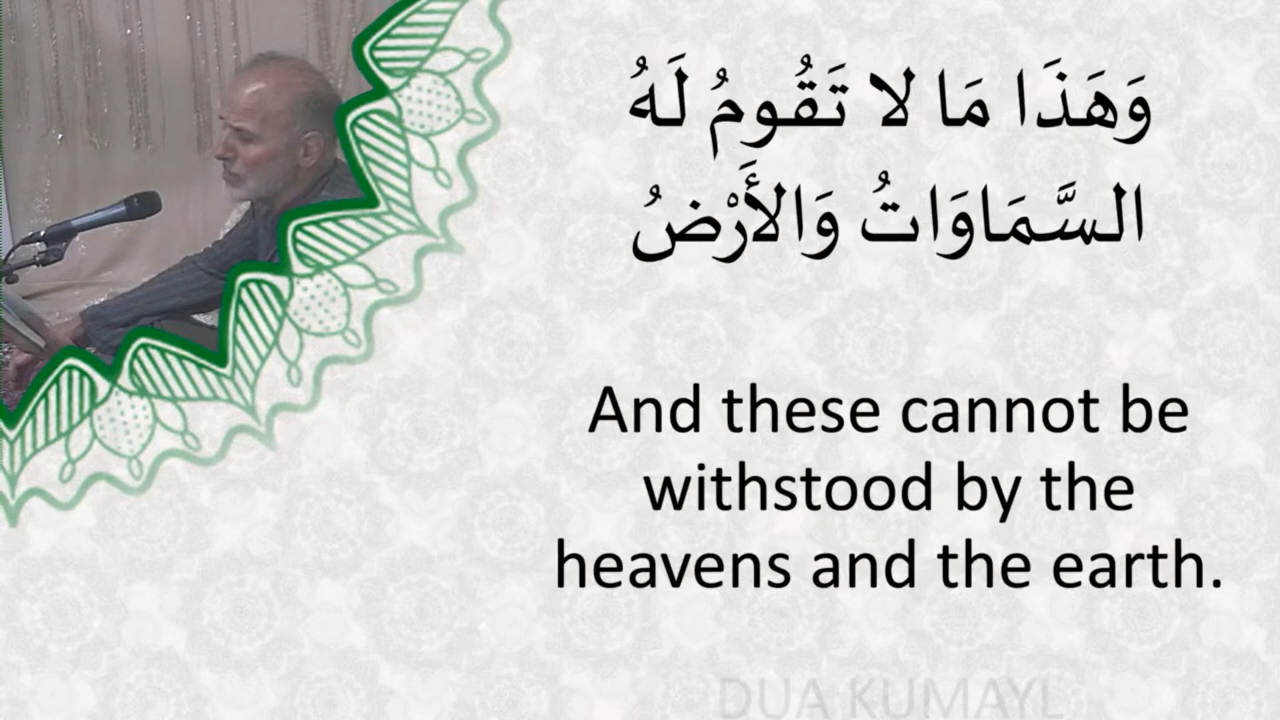 وَهَذَا مَا لا تَقُومُ لَهُ
السَّمَاوَاتُ وَالأَرْضُ
And these cannot be
withstood by the
heavens and the earth.
DUA KUMAYL